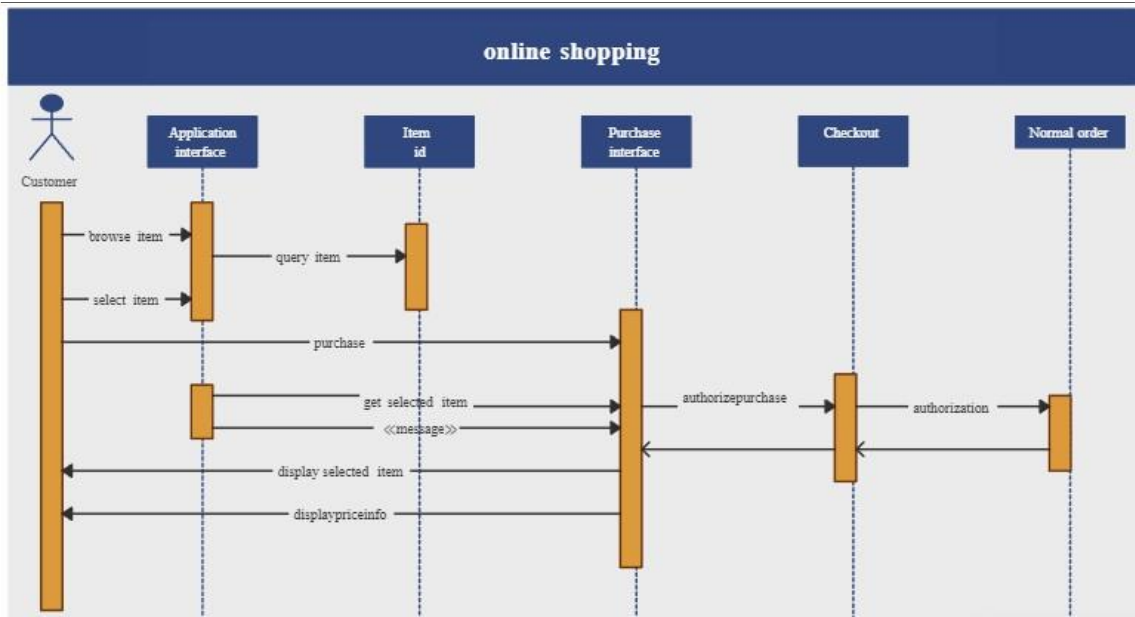 online shopping
Application
interface
Item
id
Purchase
interface
Checkout
Normal order
Customer
browse item
query item
select item
purchase
get selected item
authorizepurchase
authorization
≪message≫
display selected item
displaypriceinfo